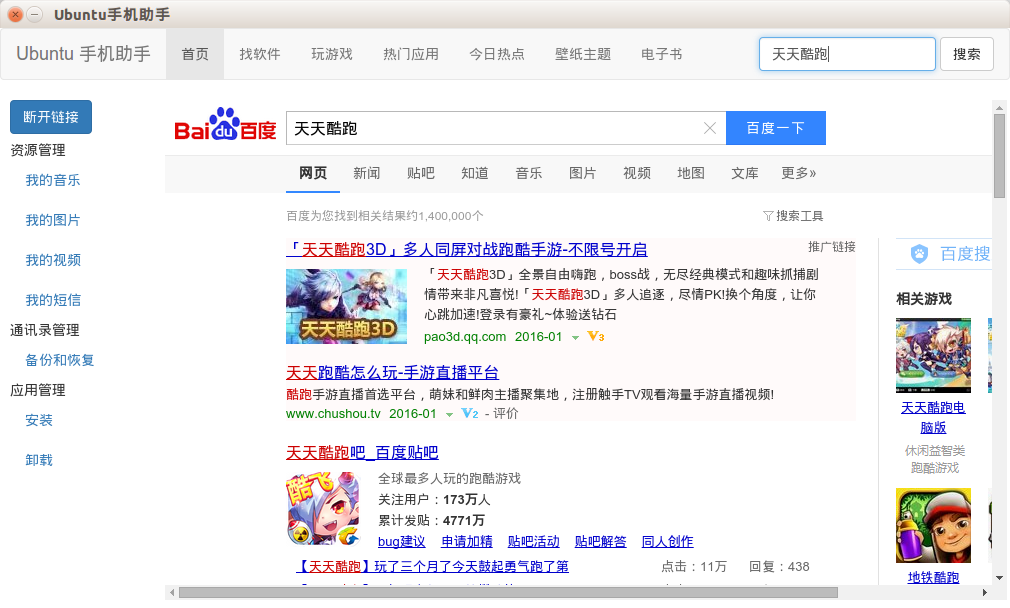 Ubuntu手机助手
Ubuntu 手机助手 首页 找软件 玩游戏 热门应用 今日热点 壁纸主题 电子书 天天酷跑 搜索
断开链接
资源管理
我的音乐
我的图片
我的视频
我的短信
通讯录管理
备份和恢复
应用管理
安装
卸载
Bai du 百度 天天酷跑 百度一下
网页 新闻 贴吧 知道 音乐 图片 视频 地图 文库 更多»
百度为您找到相关结果约1,400,000个 搜索工具
「天天酷跑3D」多人同屏对战跑酷手游-不限号开启 推广链接
天天酷跑3D
「天天酷跑3D」全景自由嗨跑，boss战，无尽经典模式和趣味抓捕剧
情带来非凡喜悦!「天天酷跑3D」多人追逐，尽情PK!换个角度，让你
心跳加速!登录有豪礼~体验送钻石
pao3d.qq.com 2016-01 V3
天天跑酷怎么玩-手游直播平台
酷跑手游直播首选平台，萌妹和鲜肉主播聚集地，注册触手TV观看海量手游直播视频!
www.chushou.tv 2016-01 V2 - 评价
天天酷跑吧_百度贴吧
酷飞
全球最多人玩的跑酷游戏
关注用户：173万人
累计发贴：4771万
bug建议 申请加精 贴吧活动 贴吧解答 同人创作
【天天酷跑】玩了三个月了今天鼓起勇气跑了第 点击：11万 回复：438
百度搜
相关游戏
天天酷跑电
脑版
休闲益智类
跑酷游戏
地铁酷跑